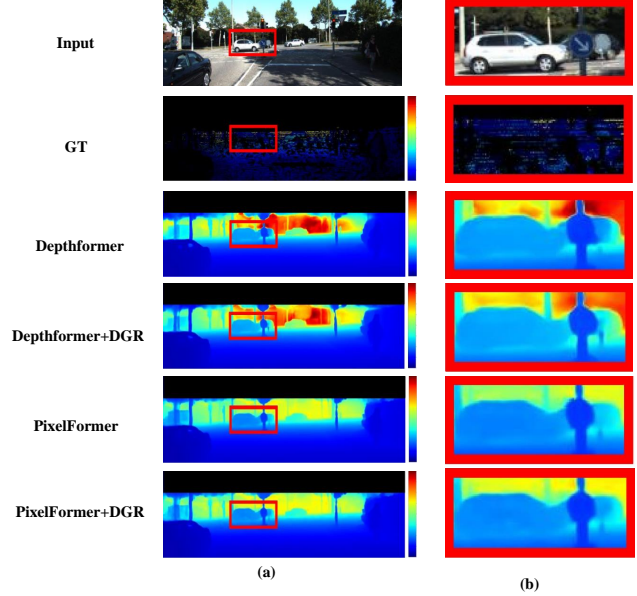 Input
GT
Depthformer
Depthformer+DGR
PixelFormer
PixelFormer+DGR
(a)
(b)